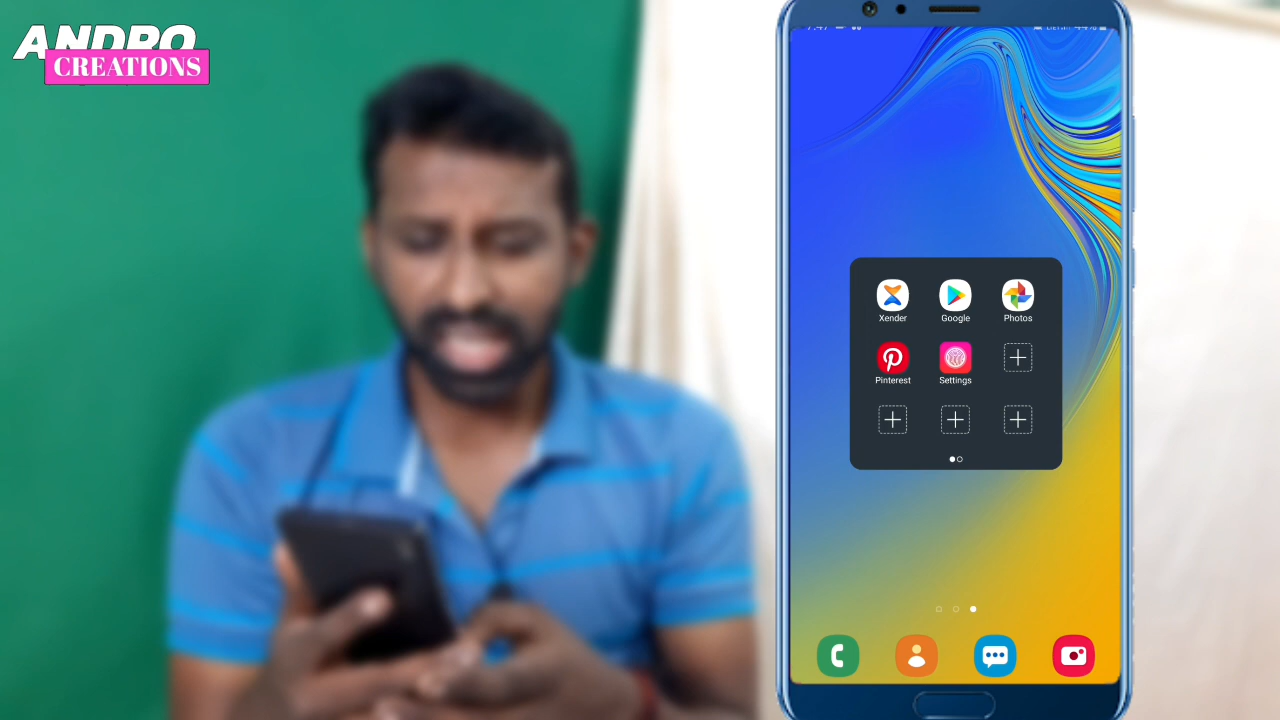 ANDRO
CREATIONS
Xender
Google
Photos
Pinterest
Settings